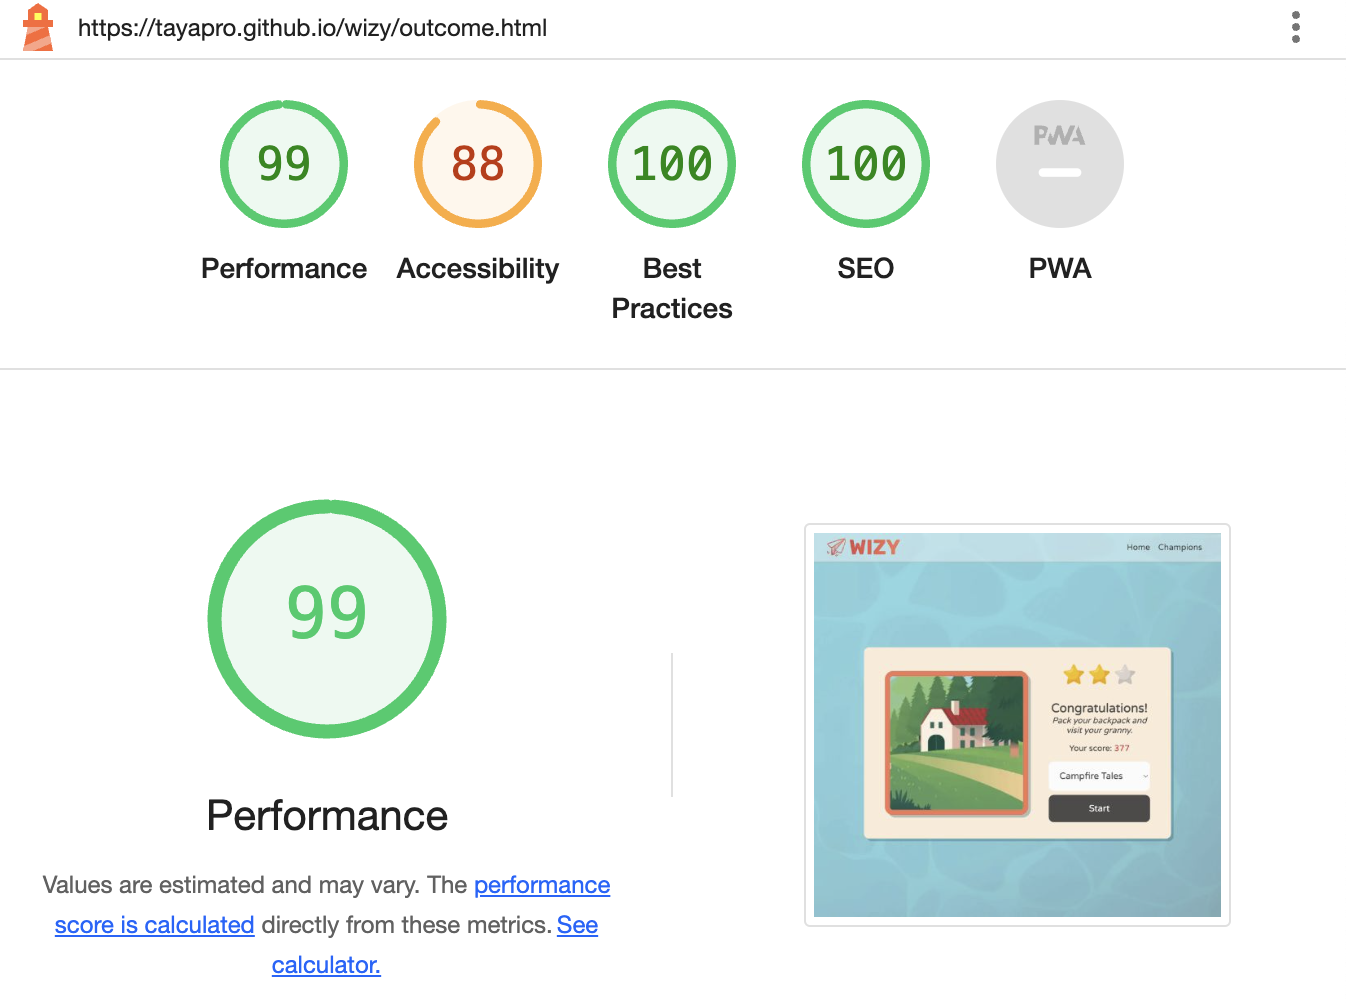 https://tayapro.github.io/wizy/outcome.html
99
88
100
100
PWA
Performance
Accessibility
Best
Practices
SEO
PWA
99
Performance
Values are estimated and may vary. The performance
score is calculated directly from these metrics. See
calculator.
WIZY
Home Champions
Congratulations!
Pack your backpack and
visit your granny.
Your score: 377
Campfire Tales
Start